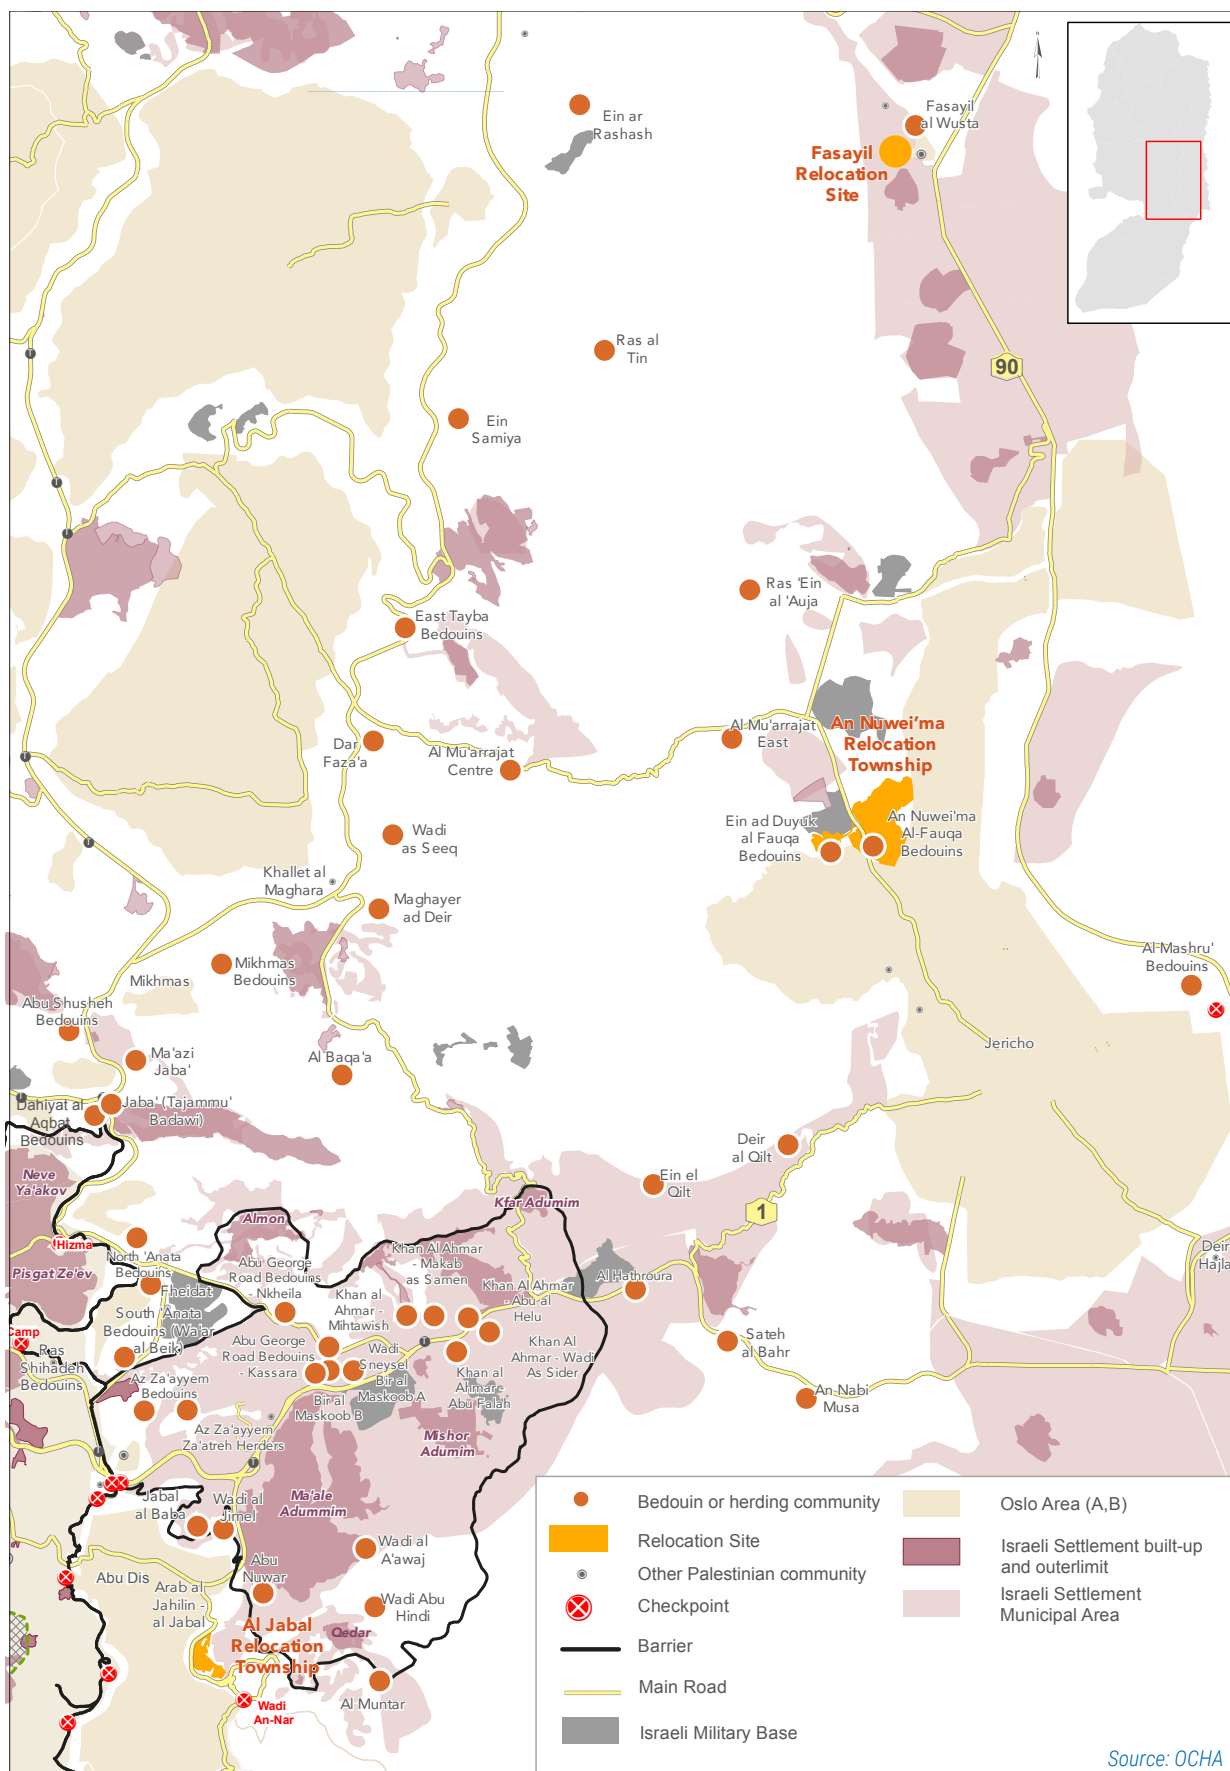 N
Ein ar
Rashash
Fasayil
al Wusta
Fasayil
Relocation
Site
Ras al
Tin
90
Ein
Samiya
Ras 'Ein
al 'Auja
East Tayba
Bedouins
Al Mu'arrajat
East
An Nuwei'ma
Relocation
Township
Dar
Faza'a
Al Mu'arrajat
Centre
Ein ad Duyuk
al Fauqa
Bedouins
An Nuwei'ma
Al-Fauqa
Bedouins
Wadi
as Seeq
Khallet al
Maghara
Maghayer
ad Deir
Al Mashru'
Bedouins
Mikhmas
Bedouins
Mikhmas
Abu Shusheh
Bedouins
Ma'azi
Jaba'
Al Baqa'a
Jericho
Dahiyat al
Aqbat
Bedouins
Jaba' (Tajammu'
Badawi)
Deir
al Qilt
Neve
Ya'akov
Ein el
Qilt
Kfar Adumim
Almon
1
Hizma
Pisgat Ze'ev
North 'Anata
Bedouins
Fheidat
Abu George
Road Bedouins
- Nkheila
Khan Al Ahmar
- Makab
as Samen
Khan Al Ahmar
- Abu al
Helu
Al Hathroura
Deir
Hajla
Khan al
Ahmar -
Mihtawish
South 'Anata
Bedouins (Wa'ar
al Beik)
Camp
Ras
Shihadeh
Bedouins
Abu George
Road Bedouins
- Kassara
Wadi
Sneysel
Khan Al
Ahmar - Wadi
As Sider
Sateh
al Bahr
Az Za'ayyem
Bedouins
Bir al
Maskoob A
Khan al
Ahmar -
Abu Falah
Bir al
Maskoob B
An Nabi
Musa
Az Za'ayyem
Za'atreh Herders
Mishor
Adumim
Ma'ale
Adummim
Jabal
al Baba
Wadi al
Jimel
Wadi al
A'awaj
Abu
Nuwar
Abu Dis
Arab al
Jahilin -
al Jabal
Wadi Abu
Hindi
Al Jabal
Relocation
Township
Qedar
Al Muntar
Wadi
An-Nar
Bedouin or herding community
Relocation Site
Other Palestinian community
Checkpoint
Barrier
Main Road
Israeli Military Base
Oslo Area (A,B)
Israeli Settlement built-up
and outerlimit
Israeli Settlement
Municipal Area
Source: OCHA